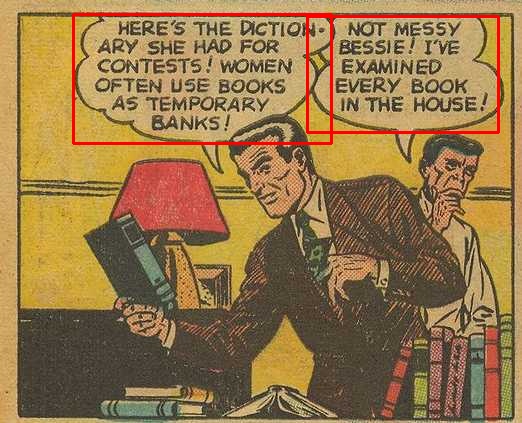 HERE'S THE DICTION-
ARY SHE HAD FOR
CONTESTS! WOMEN
OFTEN USE BOOKS
AS TEMPORARY
BANKS!
NOT MESSY
BESSIE! I'VE
EXAMINED
EVERY BOOK
IN THE HOUSE!